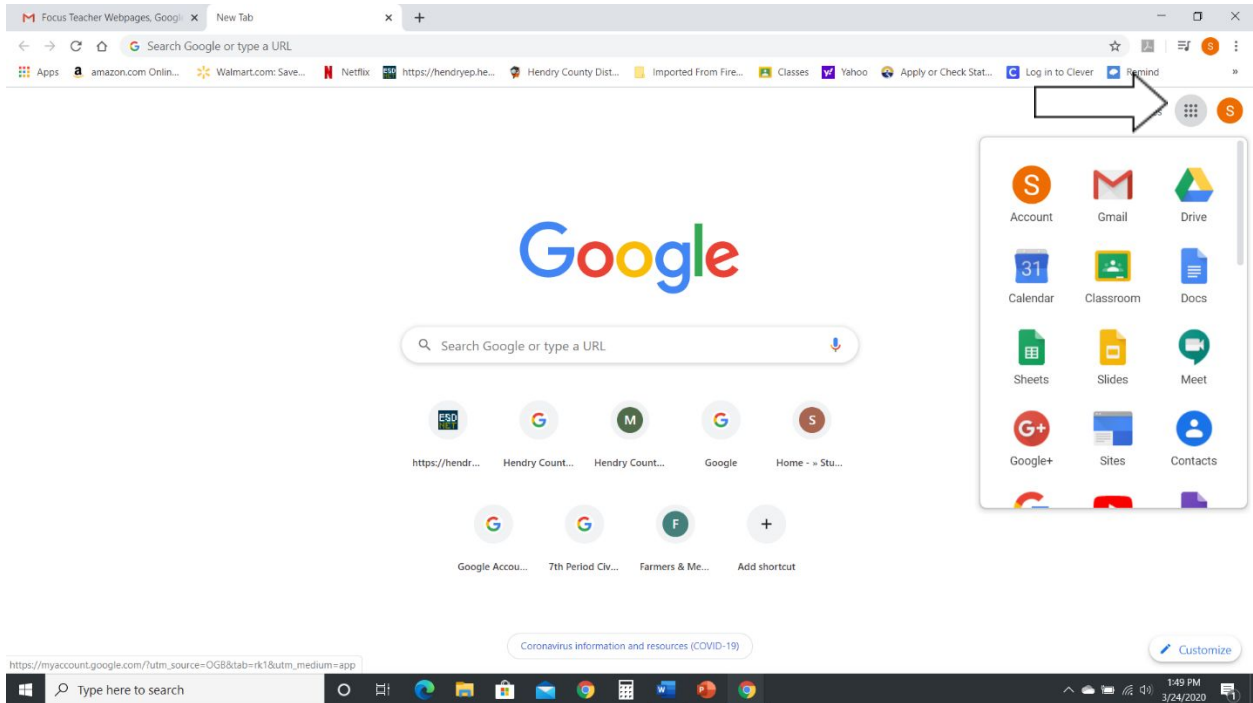 Focus Teacher Webpages, Googl
New Tab
Search Google or type a URL
Apps
amazon.com Onlin...
Walmart.com: Save...
Netflix
https://hendryep.he...
Hendry County Dist...
Imported From Fire...
Classes
Yahoo
Apply or Check Stat...
Log in to Clever
Remind
S
Account
Gmail
Drive
31
Calendar
Classroom
Docs
Sheets
Slides
Meet
G+
Google+
Sites
Contacts
Google
Search Google or type a URL
ESD
NET
https://hendr...
Hendry Count...
M
Hendry Count...
Google
S
Home - » Stu...
Google Accou...
7th Period Civ...
F
Farmers & Me...
Add shortcut
Coronavirus information and resources (COVID-19)
Customize
https://myaccount.google.com/?utm_source=OGB&tab=rk1&utm_medium=app
Type here to search
1:49 PM
3/24/2020